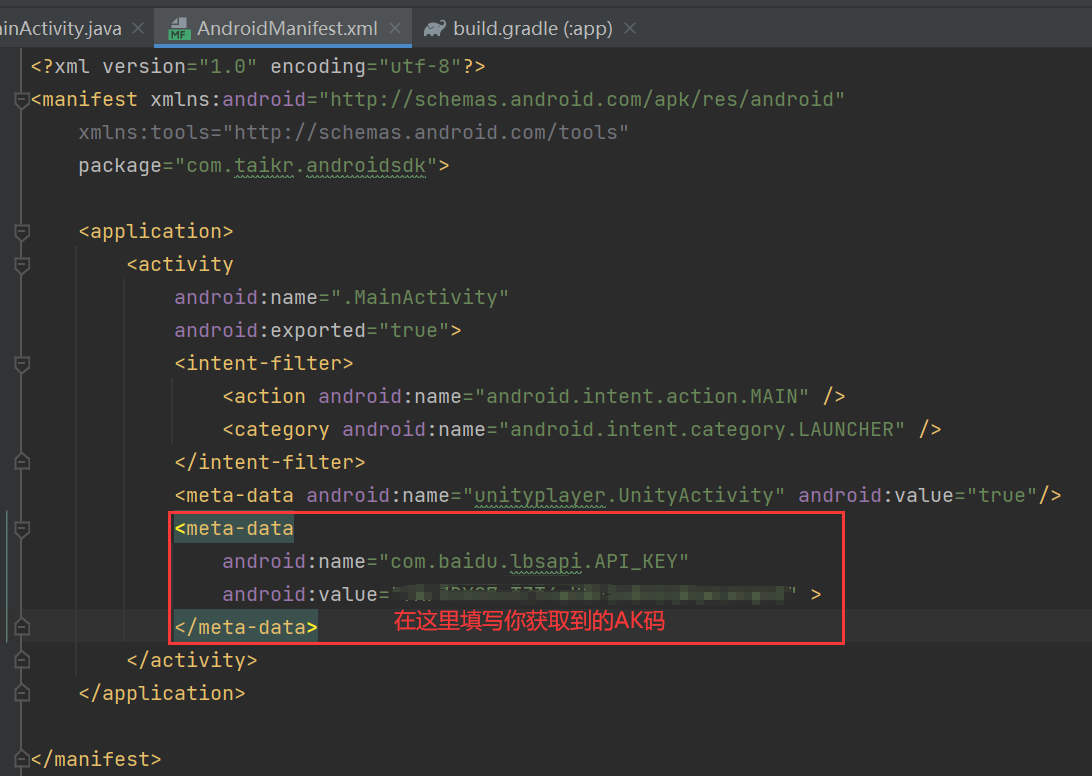 inActivity.java AndroidManifest.xml build.gradle (:app)
MF
<?xml version="1.0" encoding="utf-8"?>
<manifest xmlns:android="http://schemas.android.com/apk/res/android"
xmlns:tools="http://schemas.android.com/tools"
package="com.taikr.androidsdk">
<application>
<activity
android:name=".MainActivity"
android:exported="true">
<intent-filter>
<action android:name="android.intent.action.MAIN" />
<category android:name="android.intent.category.LAUNCHER" />
</intent-filter>
<meta-data android:name="unityplayer.UnityActivity" android:value="true"/>
<meta-data
android:name="com.baidu.lbsapi.API_KEY"
android:value=" " >
</meta-data>
在这里填写你获取到的AK码
</activity>
</application>
</manifest>